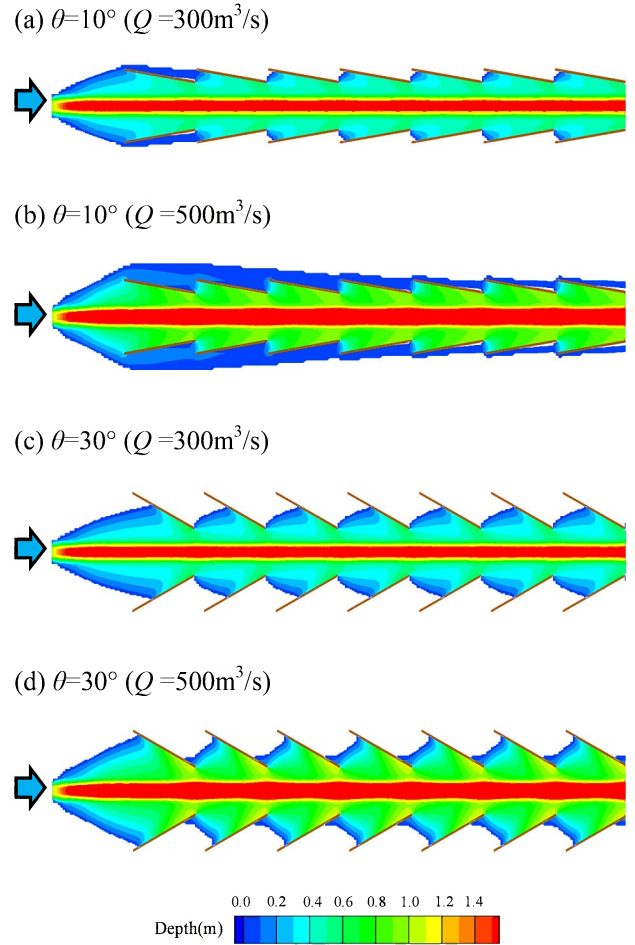 (a) θ=10° (Q =300m³/s)
(b) θ=10° (Q =500m³/s)
(c) θ=30° (Q =300m³/s)
(d) θ=30° (Q =500m³/s)
0.0 0.2 0.4 0.6 0.8 1.0 1.2 1.4
Depth(m)